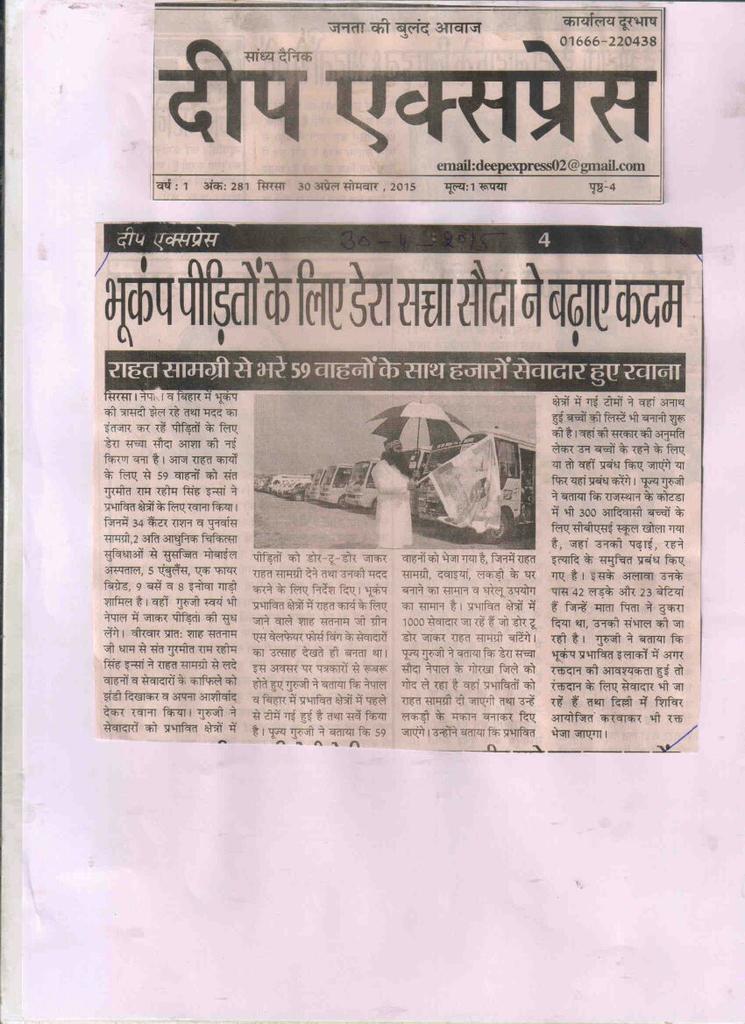 जनता की बुलंद आवाज
कार्यालय दूरभाष
01666-220438
सांध्य दैनिक
दीप एक्सप्रेस
email:deepexpress02@gmail.com
वर्ष : 1 अंक: 281 सिरसा 30 अप्रेल सोमवार , 2015 मूल्य:1 रूपया पृष्ठ-4
दीप एक्सप्रेस 30-4-2015 4
भूकंप पीड़ितों के लिए डेरा सच्चा सौदा ने बढ़ाए कदम
राहत सामग्री से भरे 59 वाहनों के साथ हजारों सेवादार हुए रवाना
सिरसा। नेपाल व बिहार में भूकंप
की त्रासदी झेल रहे तथा मदद का
इंतजार कर रहें पीड़ितों के लिए
डेरा सच्चा सौदा आशा की नई
किरण बना है। आज राहत कार्यो
के लिए से 59 वाहनों को संत
गुरमीत राम रहीम सिंह इन्सां ने
प्रभावित क्षेत्रों के लिए रवाना किया।
जिनमें 34 कैंटर राशन व पुनर्वास
सामग्री,2 अति आधुनिक चिकित्सा
सुविधाओं से सुसज्जित मोबाईल
अस्पताल, 5 एंबुलैंस, एक फायर
बिग्रेड, 9 बसें व 8 इनोवा गाड़ी
शामिल है। वहीं गुरुजी स्वयं भी
नेपाल में जाकर पीड़ितों की सुध
लेंगे। वीरवार प्रात: शाह सतनाम
जी धाम से संत गुरमीत राम रहीम
सिंह इन्सां ने राहत सामग्री से लदे
वाहनों व सेवादारों के काफिले को
झंडी दिखाकर व अपना आशीर्वाद
देकर रवाना किया। गुरुजी ने
सेवादारों को प्रभावित क्षेत्रों में
पीड़ितों को डोर-टू-डोर जाकर
राहत सामग्री देने तथा उनकी मदद
करने के लिए निर्देश दिए। भूकंप
प्रभावित क्षेत्रों में राहत कार्य के लिए
जाने वाले शाह सतनाम जी ग्रीन
एस वेलफेयर फोर्स विंग के सेवादारों
का उत्साह देखते ही बनता था।
इस अवसर पर पत्रकारों से रूबरू
होते हुए गुरुजी ने बताया कि नेपाल
व बिहार में प्रभावित क्षेत्रों में पहले
से टीमें गई हुई है तथा सर्वे किया
है। पूज्य गुरुजी ने बताया कि 59
वाहनों को भेजा गया है, जिनमें राहत
सामग्री, दवाइयां, लकड़ी के घर
बनाने का सामान व घरेलू उपयोग
का सामान है। प्रभावित क्षेत्रों में
1000 सेवादार जा रहें हैं जो डोर टू
डोर जाकर राहत सामग्री बाटेंगे।
पूज्य गुरुजी ने बताया कि डेरा सच्चा
सौदा नेपाल के गोरखा जिले को
गोद ले रहा है वहां प्रभावितों को
राहत सामग्री दी जाएगी तथा उन्हें
लकड़ी के मकान बनाकर दिए
जाएंगे। उन्होंने बताया कि प्रभावित
क्षेत्रों में गई टीमों ने वहां अनाथ
हुई बच्चों की लिस्टें भी बनानी शुरू
की है। वहां की सरकार की अनुमति
लेकर उन बच्चों के रहने के लिए
या तो वहीं प्रबंध किए जाएंगे या
फिर यहां प्रबंध करेंगे। पूज्य गुरुजी
ने बताया कि राजस्थान के कोटडा
में भी 300 आदिवासी बच्चों के
लिए सीबीएसई स्कूल खोला गया
है, जहां उनकी पढ़ाई, रहने
इत्यादि के समुचित प्रबंध किए
गए है। इसके अलावा उनके
पास 42 लड़के और 23 बेटियां
हैं जिन्हें माता पिता ने ठुकरा
दिया था, उनकी संभाल की जा
रही है। गुरुजी ने बताया कि
भूकंप प्रभावित इलाकों में अगर
रक्तदान की आवश्यकता हुई तो
रक्तदान के लिए सेवादार भी जा
रहें हैं तथा दिल्ली में शिविर
आयोजित करवाकर भी रक्त
भेजा जाएगा।